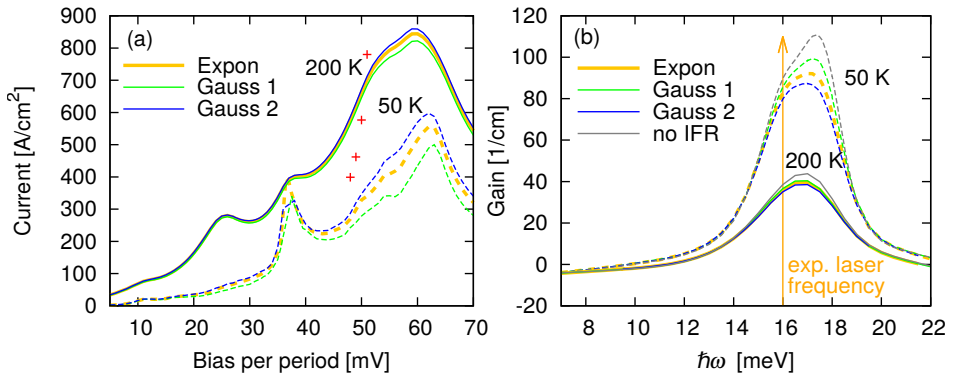 (a)
Current [A/cm²]
900
800
700
600
500
400
300
200
100
0
Expon
Gauss 1
Gauss 2
200 K
50 K
10 20 30 40 50 60 70
Bias per period [mV]
(b)
Gain [1/cm]
120
100
80
60
40
20
0
-20
Expon
Gauss 1
Gauss 2
no IFR
50 K
200 K
exp. laser
frequency
8 10 12 14 16 18 20 22
ħω [meV]